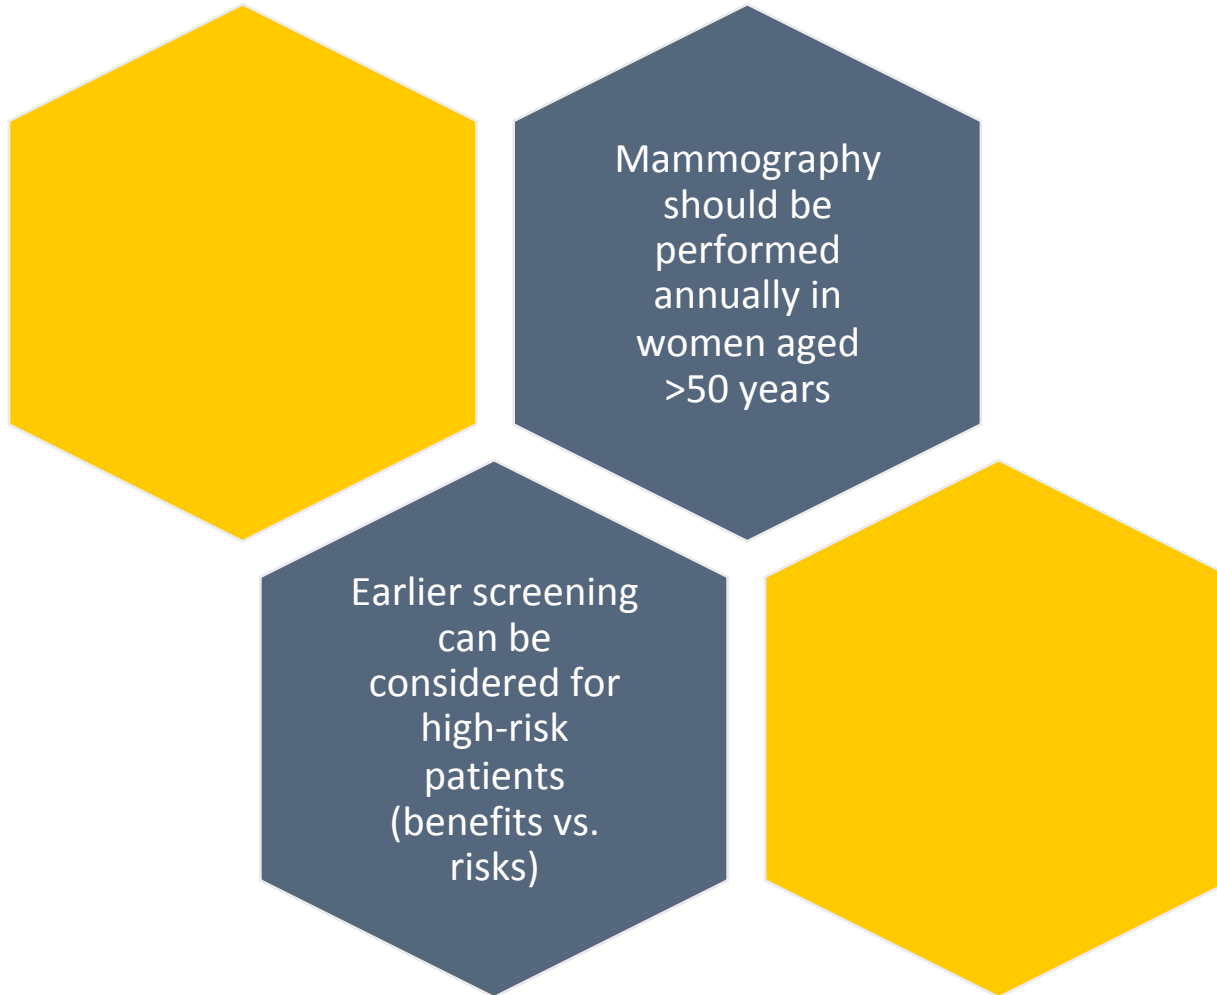 Mammography
should be
performed
annually in
women aged
>50 years
Earlier screening
can be
considered for
high-risk
patients
(benefits vs.
risks)